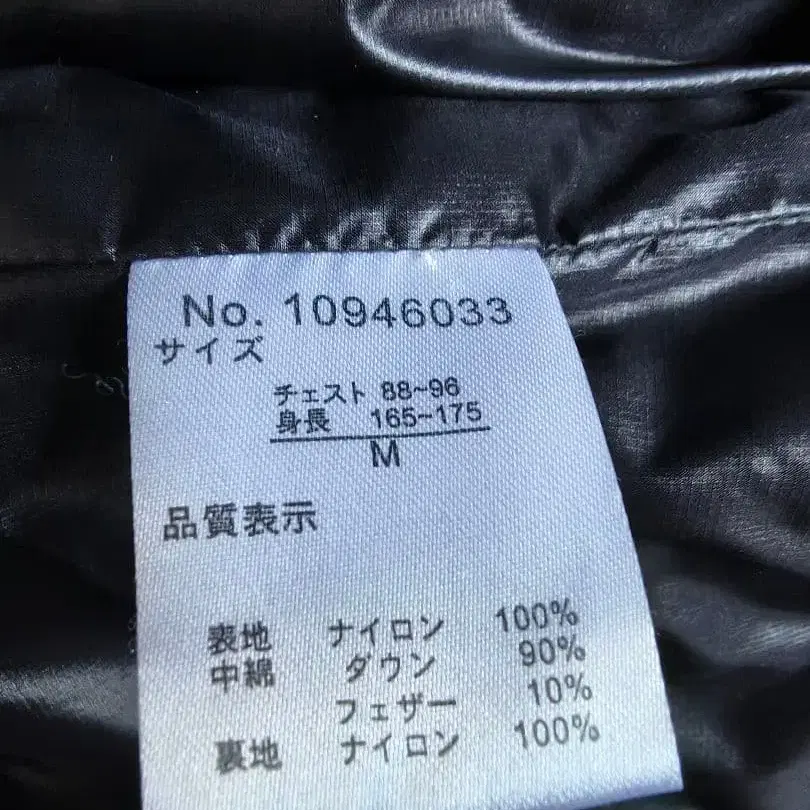 No. 10946033
サイズ
チェスト 88~96
身長 165~175
M
品質表示
表地 ナイロン 100%
中綿 ダウン 90%
フェザー 10%
裏地 ナイロン 100%